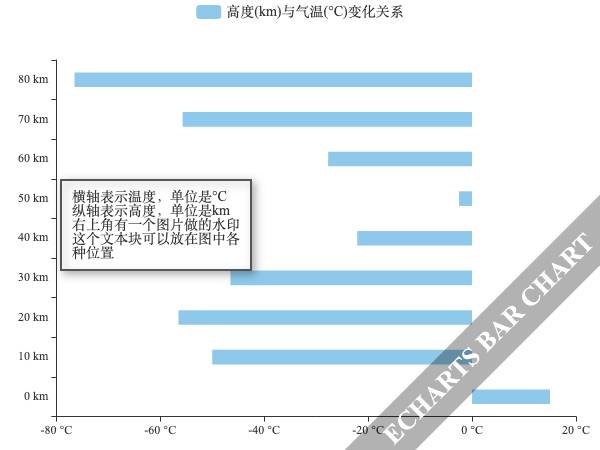 高度(km)与气温(°C)变化关系
80 km
70 km
60 km
50 km
40 km
30 km
20 km
10 km
0 km
横轴表示温度，单位是°C
纵轴表示高度，单位是km
右上角有一个图片做的水印
这个文本块可以放在图中各
种位置
ECHARTS BAR CHART
-80 °C
-60 °C
-40 °C
-20 °C
0 °C
20 °C